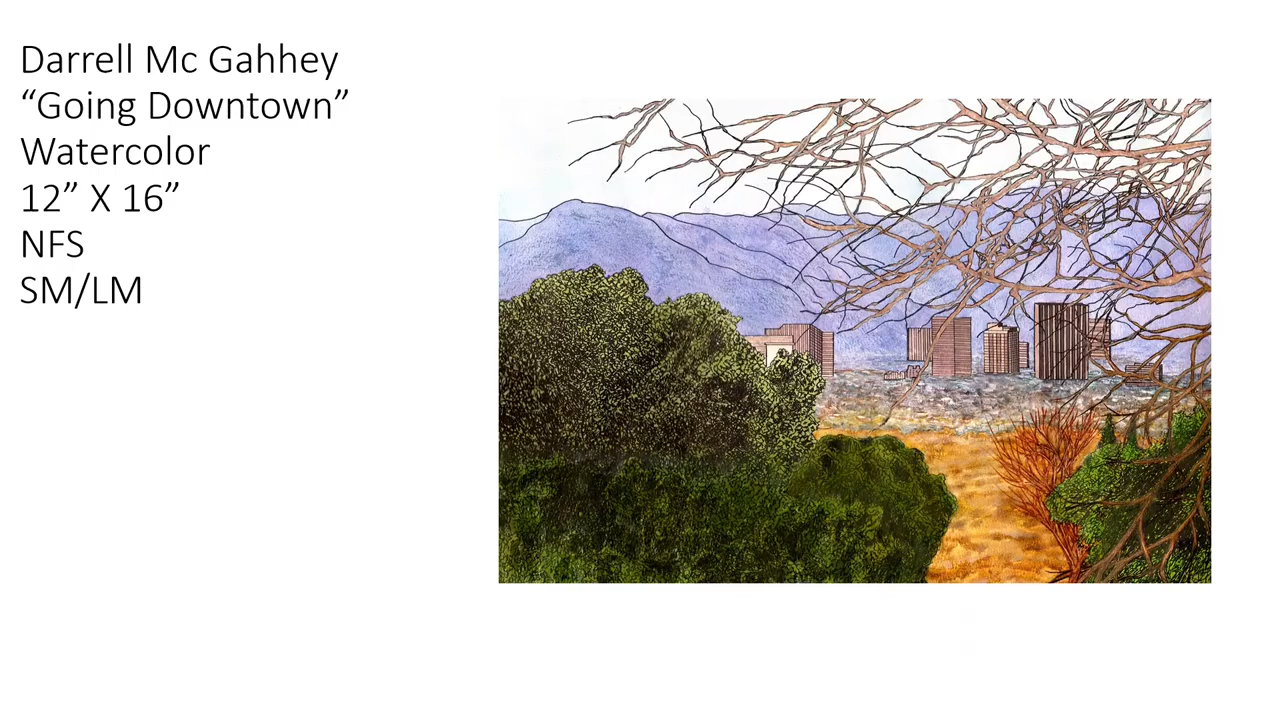 Darrell Mc Gahhey
“Going Downtown”
Watercolor
12” X 16”
NFS
SM/LM